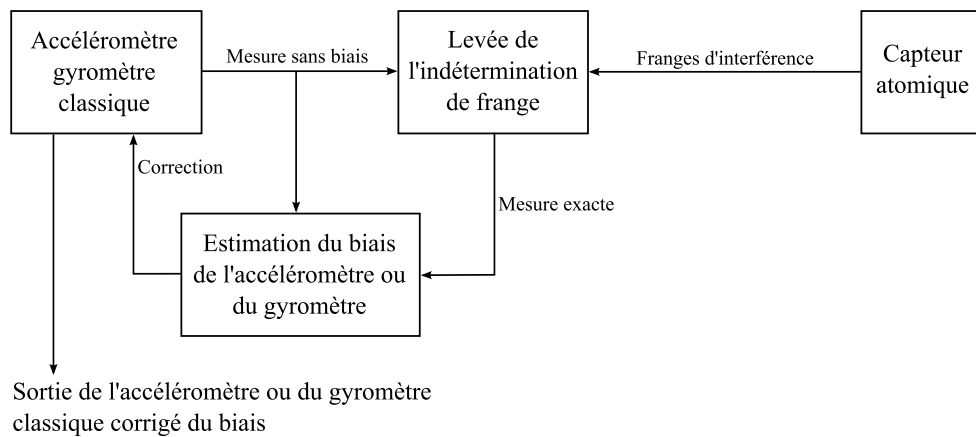 Accéléromètre
gyromètre
classique
Mesure sans biais
Levée de
l'indétermination
de frange
Franges d'interférence
Capteur
atomique
Correction
Mesure exacte
Estimation du biais
de l'accéléromètre ou
du gyromètre
Sortie de l'accéléromètre ou du gyromètre
classique corrigé du biais